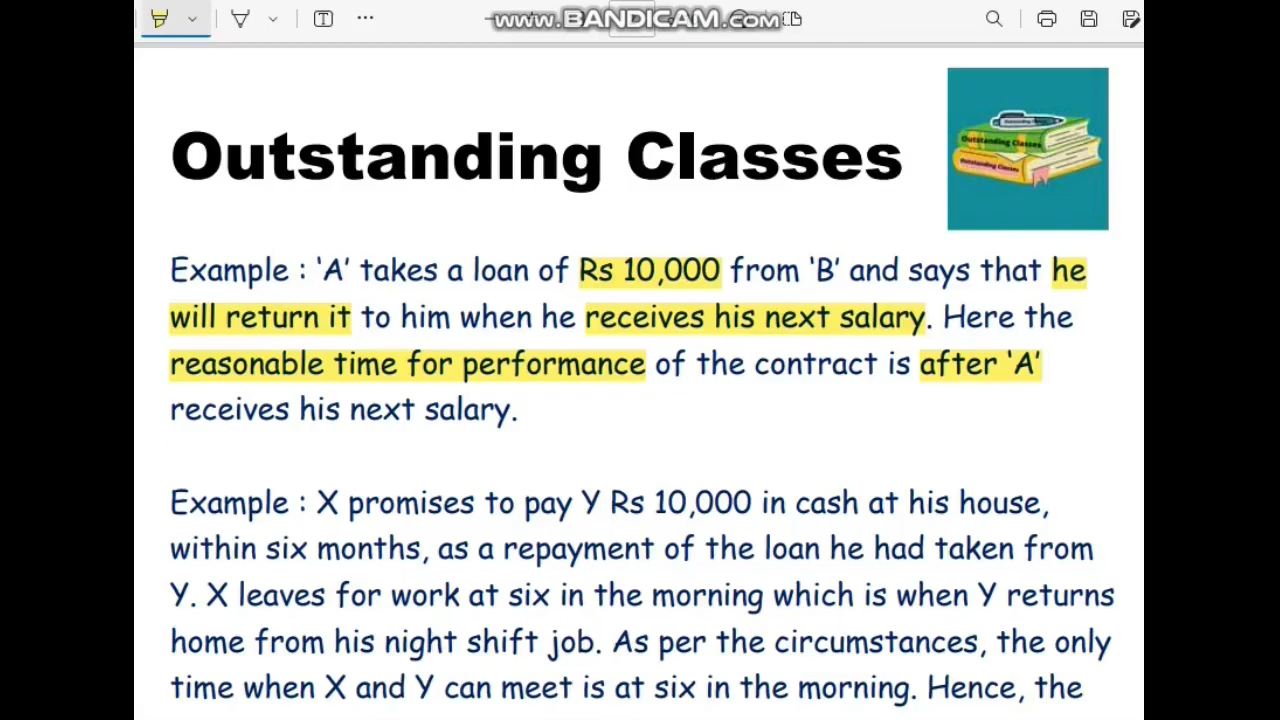 www.BANDICAM.com
Outstanding Classes
Outstanding Classes
Outstanding Classes
Example : ‘A’ takes a loan of Rs 10,000 from ‘B’ and says that he
will return it to him when he receives his next salary. Here the
reasonable time for performance of the contract is after ‘A’
receives his next salary.
Example : X promises to pay Y Rs 10,000 in cash at his house,
within six months, as a repayment of the loan he had taken from
Y. X leaves for work at six in the morning which is when Y returns
home from his night shift job. As per the circumstances, the only
time when X and Y can meet is at six in the morning. Hence, the